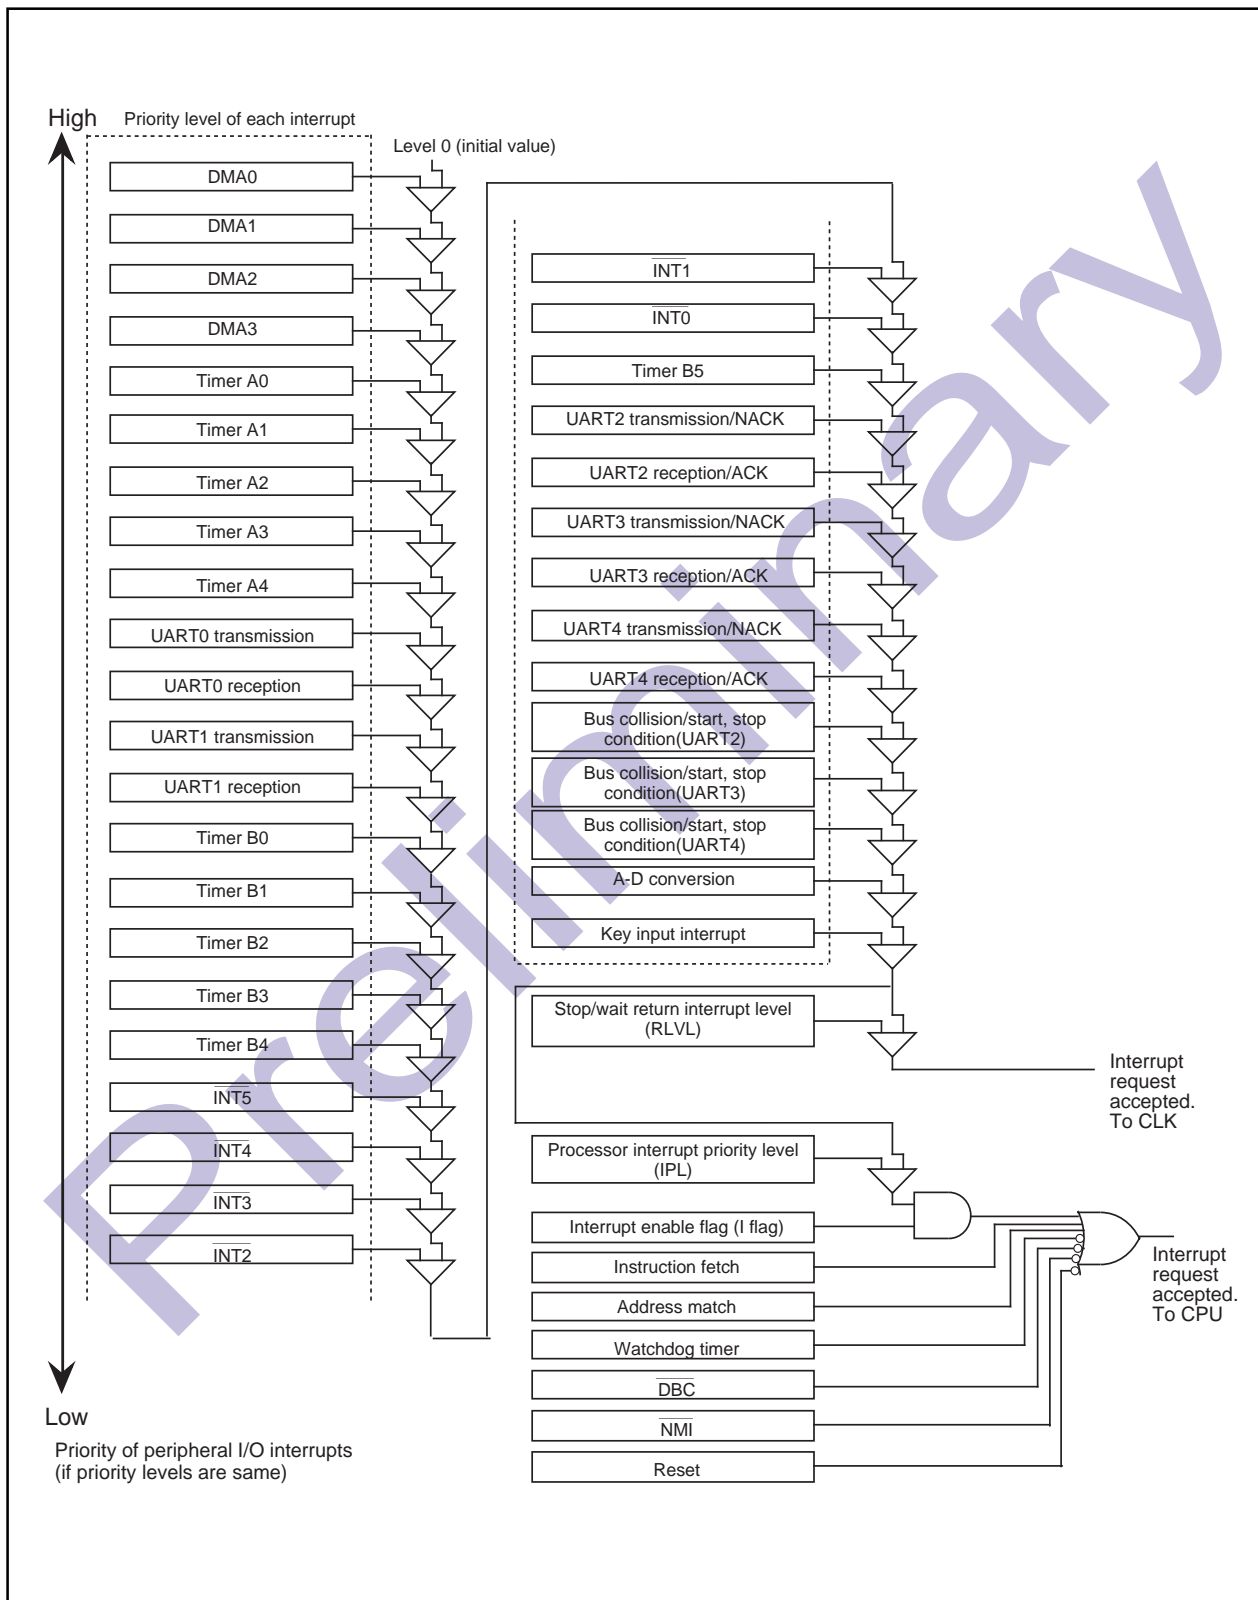 High
Priority level of each interrupt
Level 0 (initial value)
DMA0
DMA1
DMA2
DMA3
Timer A0
Timer A1
Timer A2
Timer A3
Timer A4
UART0 transmission
UART0 reception
UART1 transmission
UART1 reception
Timer B0
Timer B1
Timer B2
Timer B3
Timer B4
INT5
INT4
INT3
INT2
Low
Priority of peripheral I/O interrupts
(if priority levels are same)
INT1
INT0
Timer B5
UART2 transmission/NACK
UART2 reception/ACK
UART3 transmission/NACK
UART3 reception/ACK
UART4 transmission/NACK
UART4 reception/ACK
Bus collision/start, stop
condition(UART2)
Bus collision/start, stop
condition(UART3)
Bus collision/start, stop
condition(UART4)
A-D conversion
Key input interrupt
Stop/wait return interrupt level
(RLVL)
Interrupt
request
accepted.
To CLK
Processor interrupt priority level
(IPL)
Interrupt enable flag (I flag)
Instruction fetch
Address match
Watchdog timer
DBC
NMI
Reset
Interrupt
request
accepted.
To CPU
Preliminary